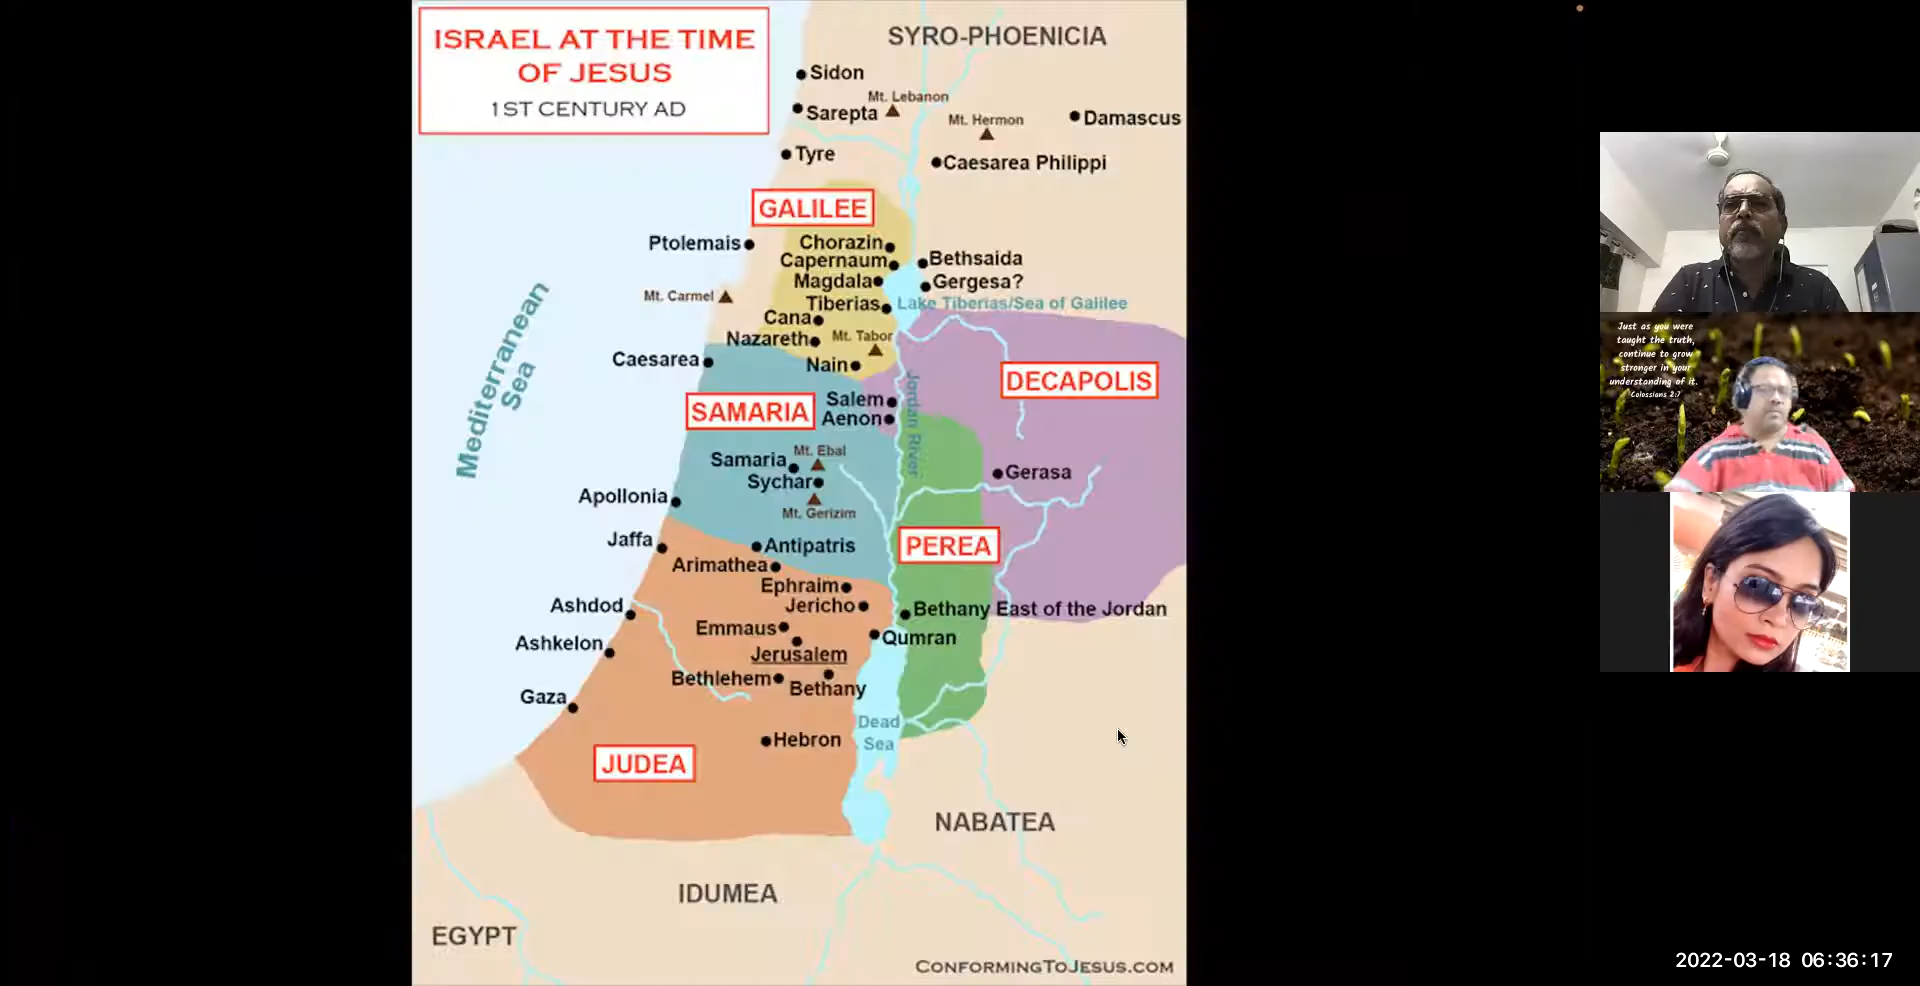 ISRAEL AT THE TIME
OF JESUS
1ST CENTURY AD
SYRO-PHOENICIA
Sidon
Mt. Lebanon
Sarepta
Mt. Hermon
Damascus
Tyre
Caesarea Philippi
GALILEE
Ptolemais
Chorazin
Capernaum
Bethsaida
Magdala
Gergesa?
Mt. Carmel
Tiberias
Lake Tiberias/Sea of Galilee
Cana
Nazareth
Mt. Tabor
Caesarea
Nain
DECAPOLIS
Mediterranean
Sea
Jordan River
SAMARIA
Salem
Aenon
Mt. Ebal
Samaria
Sychar
Gerasa
Apollonia
Mt. Gerizim
Jaffa
Antipatris
PEREA
Arimathea
Ephraim
Jericho
Ashdod
Bethany East of the Jordan
Emmaus
Qumran
Ashkelon
Jerusalem
Bethlehem
Bethany
Gaza
Dead
Sea
Hebron
JUDEA
NABATEA
IDUMEA
EGYPT
CONFORMINGTOJESUS.COM
Just as you were
taught the truth,
continue to grow
stronger in your
understanding of it.
Colossians 2:7
2022-03-18 06:36:17